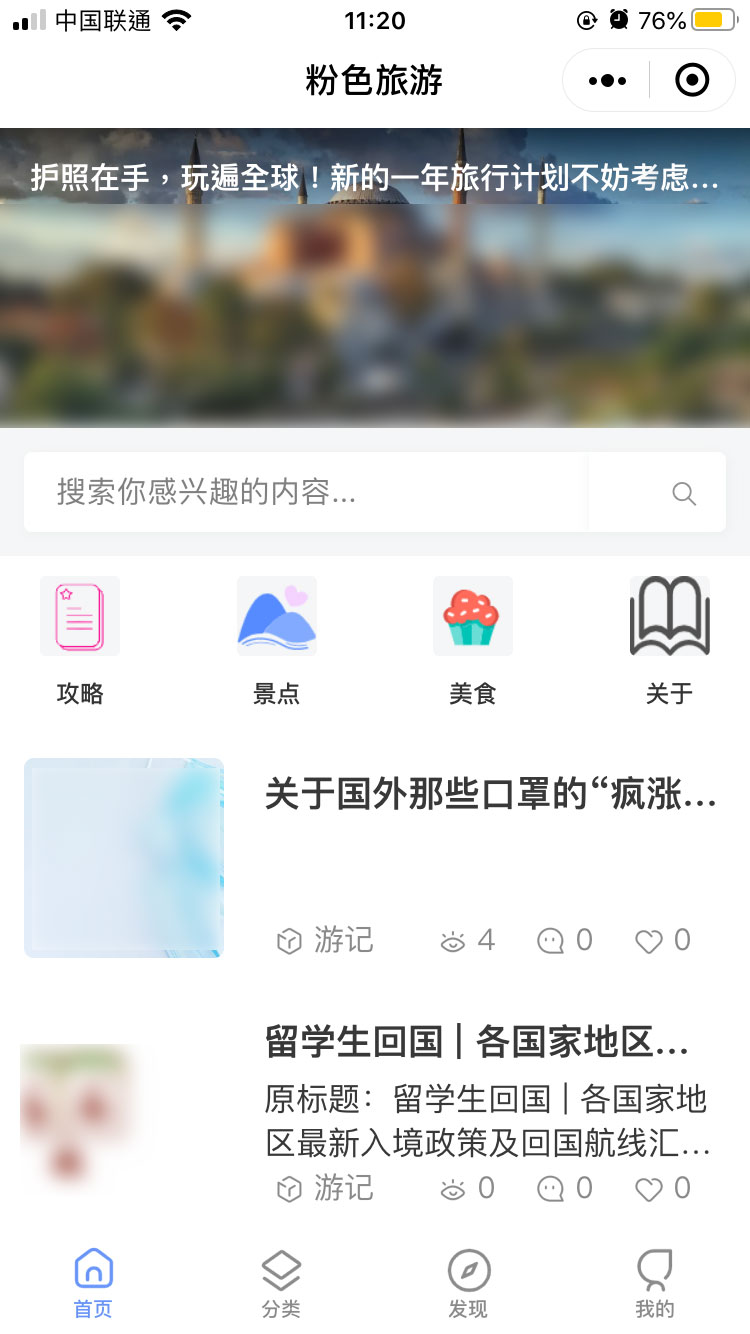 中国联通
11:20
76%
粉色旅游
护照在手，玩遍全球！新的一年旅行计划不妨考虑...
搜索你感兴趣的内容...
攻略
景点
美食
关于
关于国外那些口罩的“疯涨...
游记
4
0
0
留学生回国 | 各国家地区...
原标题：留学生回国 | 各国家地
区最新入境政策及回国航线汇...
游记
0
0
0
首页
分类
发现
我的